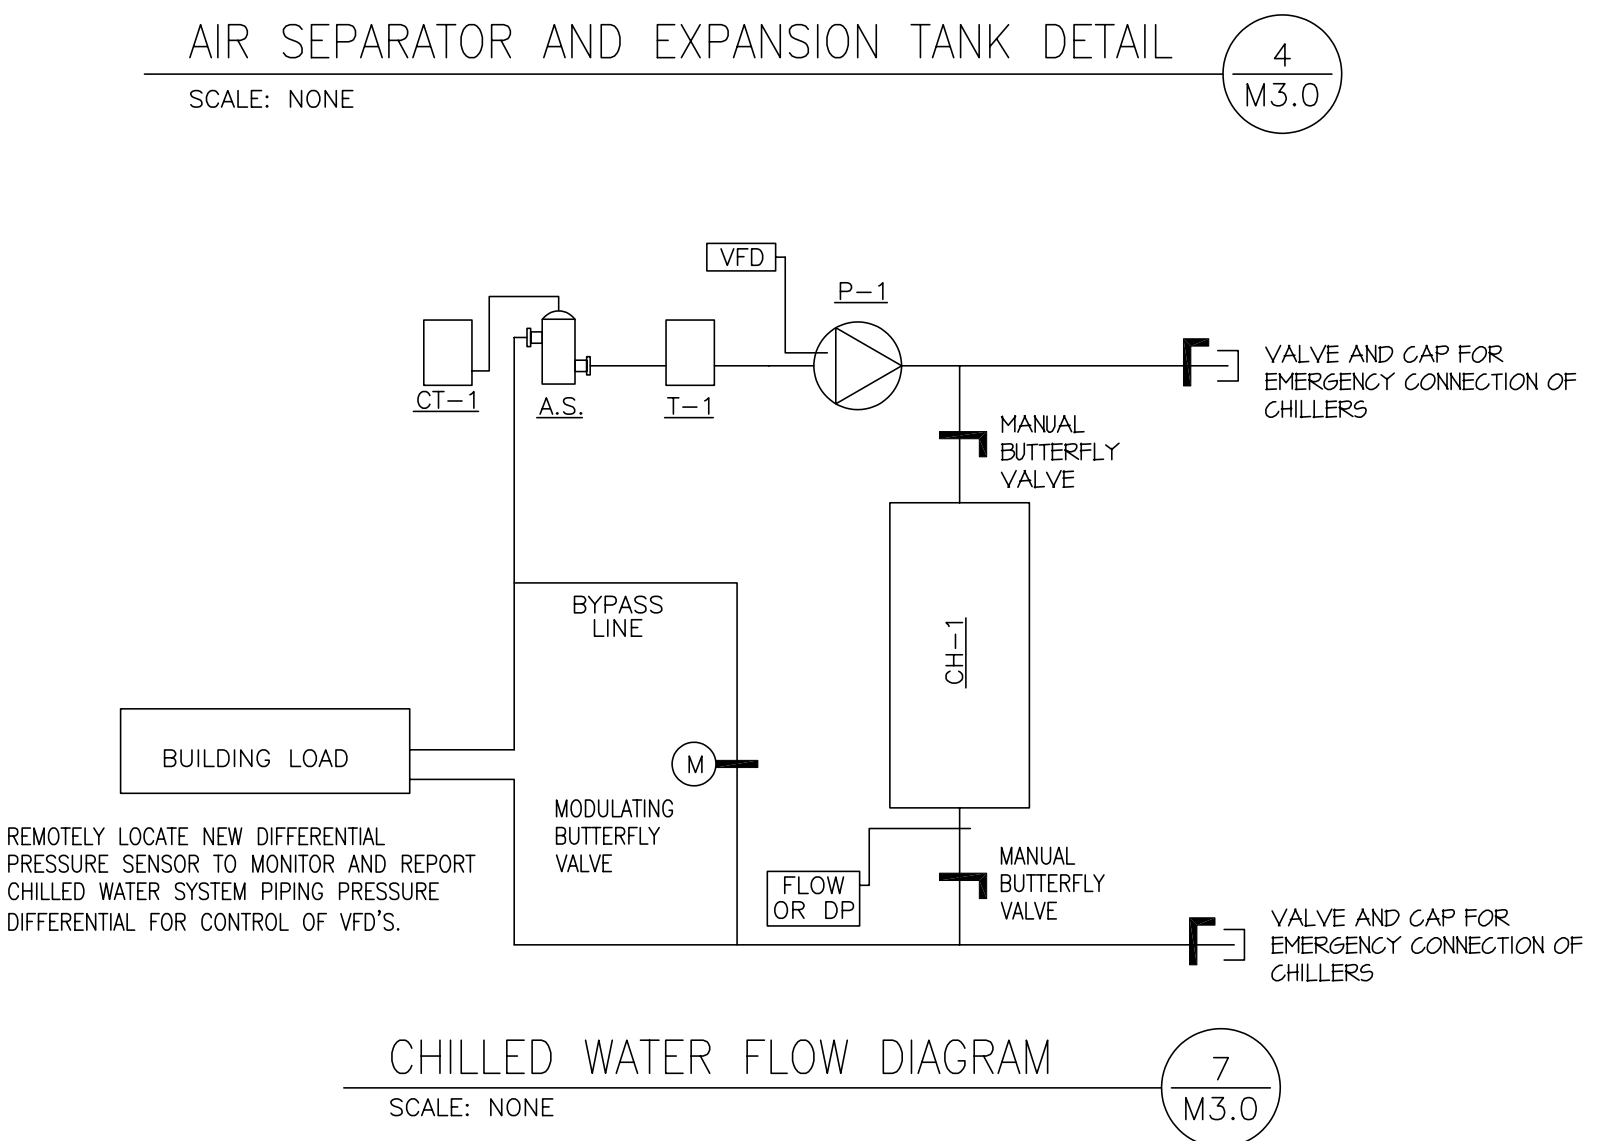 AIR SEPARATOR AND EXPANSION TANK DETAIL
4
M3.0
SCALE: NONE
VFD
P-1
CT-1
A.S.
T-1
VALVE AND CAP FOR
EMERGENCY CONNECTION OF
CHILLERS
MANUAL
BUTTERFLY
VALVE
BYPASS
LINE
CH-1
BUILDING LOAD
M
MODULATING
BUTTERFLY
VALVE
REMOTELY LOCATE NEW DIFFERENTIAL
PRESSURE SENSOR TO MONITOR AND REPORT
CHILLED WATER SYSTEM PIPING PRESSURE
DIFFERENTIAL FOR CONTROL OF VFD'S.
FLOW
OR DP
MANUAL
BUTTERFLY
VALVE
VALVE AND CAP FOR
EMERGENCY CONNECTION OF
CHILLERS
CHILLED WATER FLOW DIAGRAM
7
M3.0
SCALE: NONE